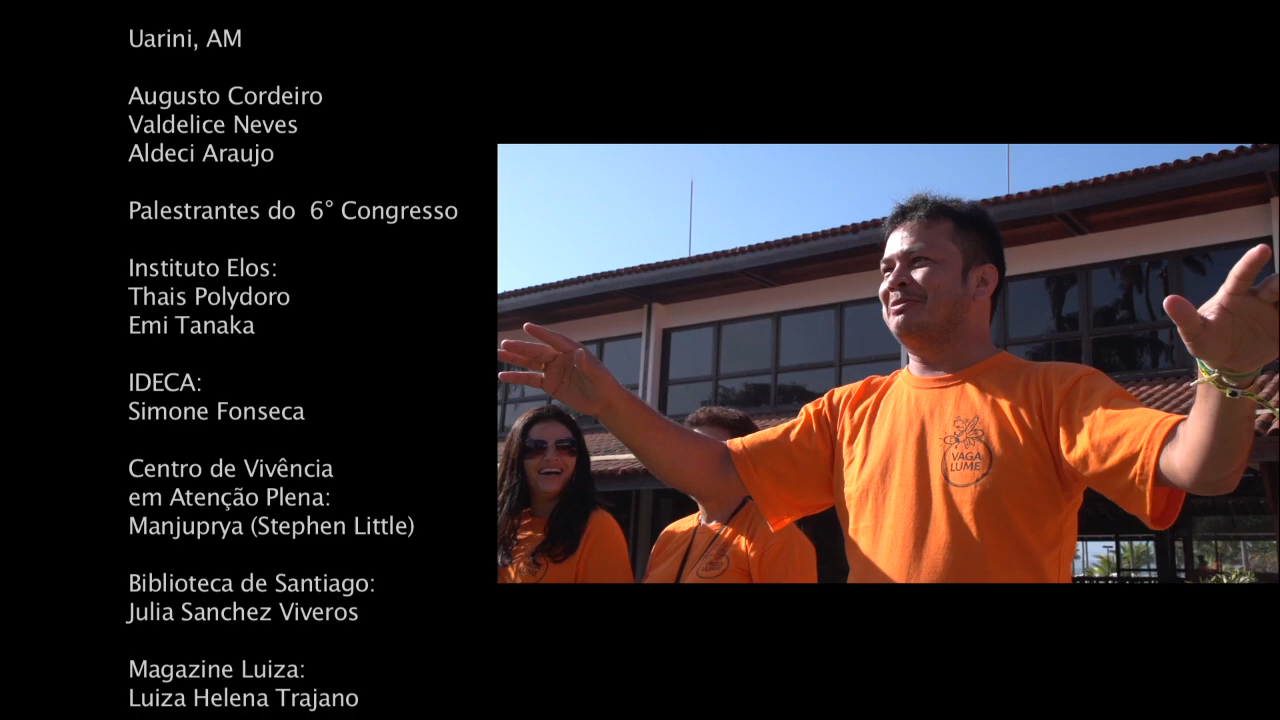 Uarini, AM
Augusto Cordeiro
Valdelice Neves
Aldeci Araujo
Palestrantes do  6° Congresso
Instituto Elos:
Thais Polydoro
Emi Tanaka
IDECA:
Simone Fonseca
Centro de Vivência
em Atenção Plena:
Manjuprya (Stephen Little)
Biblioteca de Santiago:
Julia Sanchez Viveros
Magazine Luiza:
Luiza Helena Trajano
VAGA
LUME